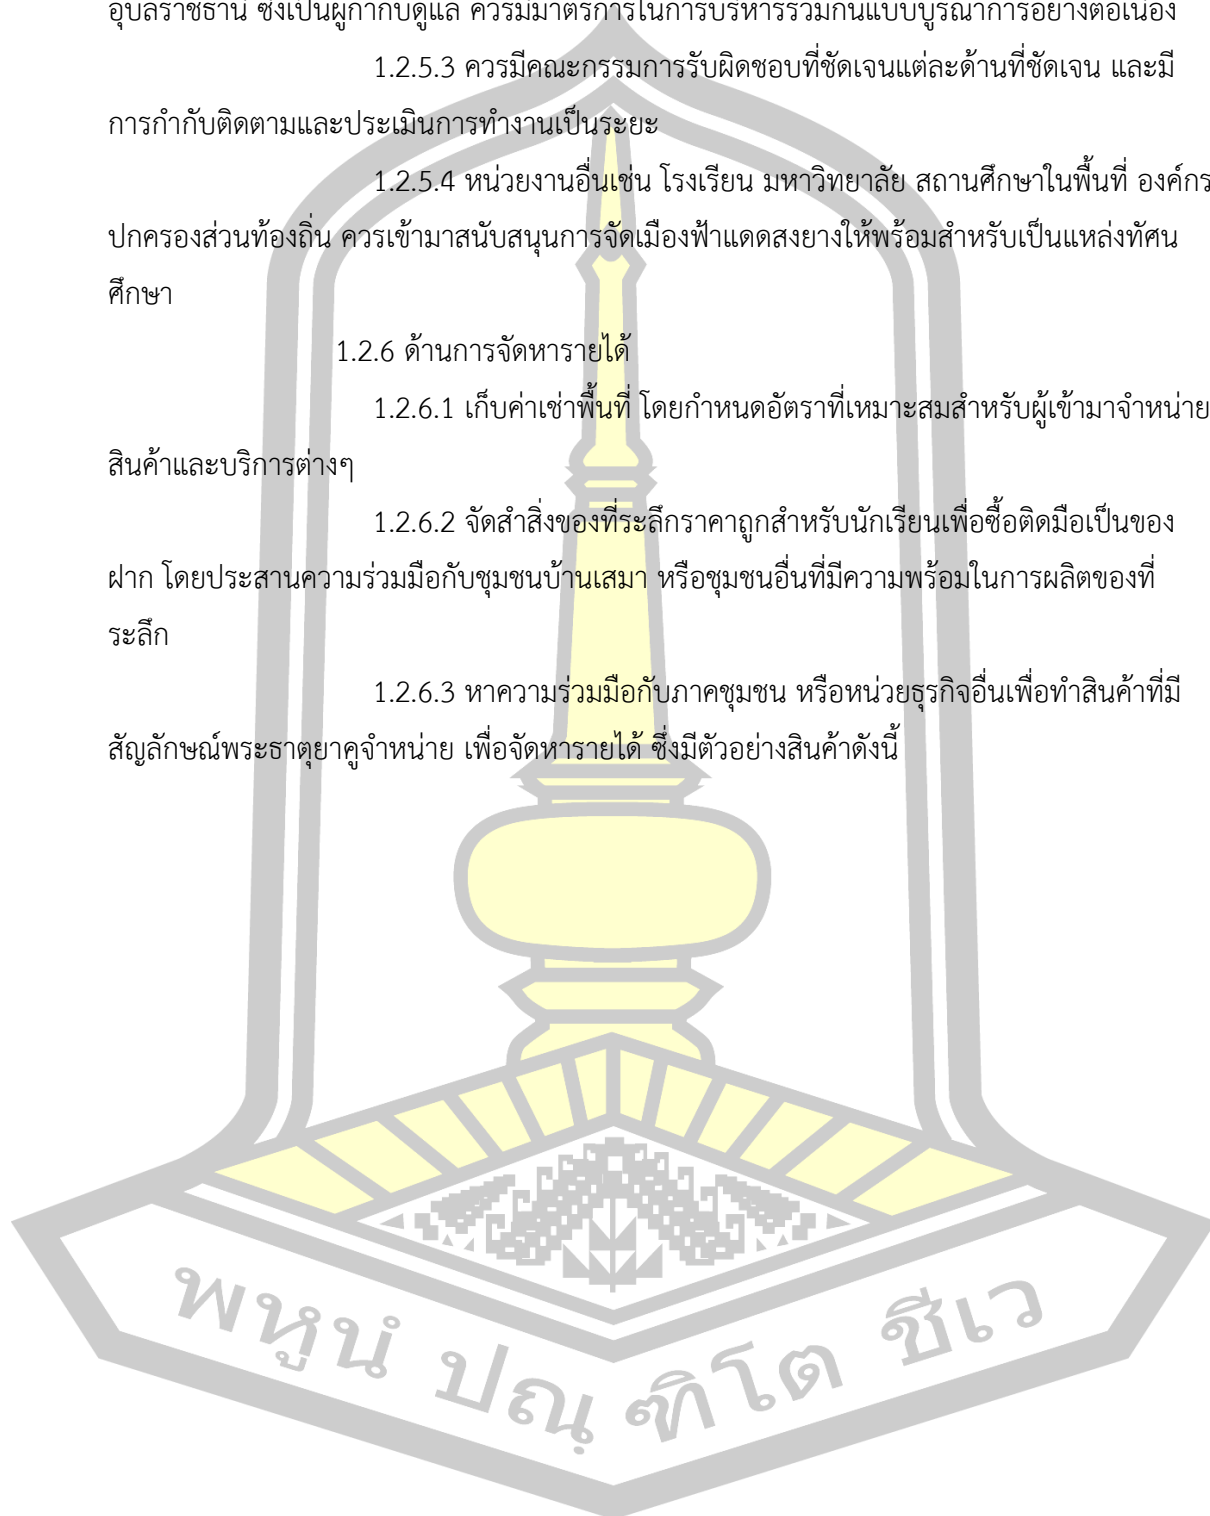 อุบลราชธานี ซึ่งเป็นผู้กำกับดูแล ควรมีมาตรการในการบริหารร่วมกันแบบบูรณาการอย่างต่อเนื่อง
1.2.5.3 ควรมีคณะกรรมการรับผิดชอบที่ชัดเจนแต่ละด้านที่ชัดเจน และมี
การกำกับติดตามและประเมินการทำงานเป็นระยะ
1.2.5.4 หน่วยงานอื่นเช่น โรงเรียน มหาวิทยาลัย สถานศึกษาในพื้นที่ องค์กร
ปกครองส่วนท้องถิ่น ควรเข้ามาสนับสนุนการจัดเมืองฟ้าแดดสงยางให้พร้อมสำหรับเป็นแหล่งทัศน
ศึกษา
1.2.6 ด้านการจัดหารายได้
1.2.6.1 เก็บค่าเช่าพื้นที่ โดยกำหนดอัตราที่เหมาะสมสำหรับผู้เข้ามาจำหน่าย
สินค้าและบริการต่างๆ
1.2.6.2 จัดสำสิ่งของที่ระลึกราคาถูกสำหรับนักเรียนเพื่อซื้อติดมือเป็นของ
ฝาก โดยประสานความร่วมมือกับชุมชนบ้านเสมา หรือชุมชนอื่นที่มีความพร้อมในการผลิตของที่
ระลึก
1.2.6.3 หาความร่วมมือกับภาคชุมชน หรือหน่วยธุรกิจอื่นเพื่อทำสินค้าที่มี
สัญลักษณ์พระธาตุยาคูจำหน่าย เพื่อจัดหารายได้ ซึ่งมีตัวอย่างสินค้าดังนี้
พหูนํ ปณฺฑิโต ชีเว